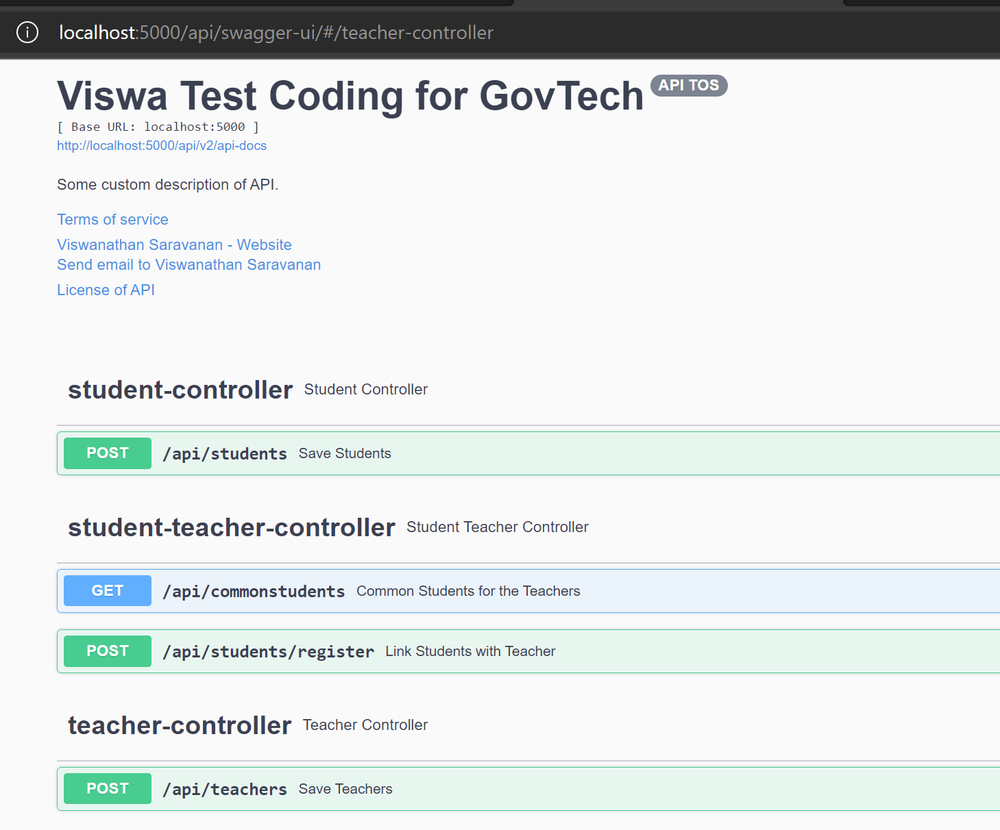 localhost:5000/api/swagger-ui/#/teacher-controller
Viswa Test Coding for GovTech API TOS
[ Base URL: localhost:5000 ]
http://localhost:5000/api/v2/api-docs
Some custom description of API.
Terms of service
Viswanathan Saravanan - Website
Send email to Viswanathan Saravanan
License of API
student-controller Student Controller
POST /api/students Save Students
student-teacher-controller Student Teacher Controller
GET /api/commonstudents Common Students for the Teachers
POST /api/students/register Link Students with Teacher
teacher-controller Teacher Controller
POST /api/teachers Save Teachers